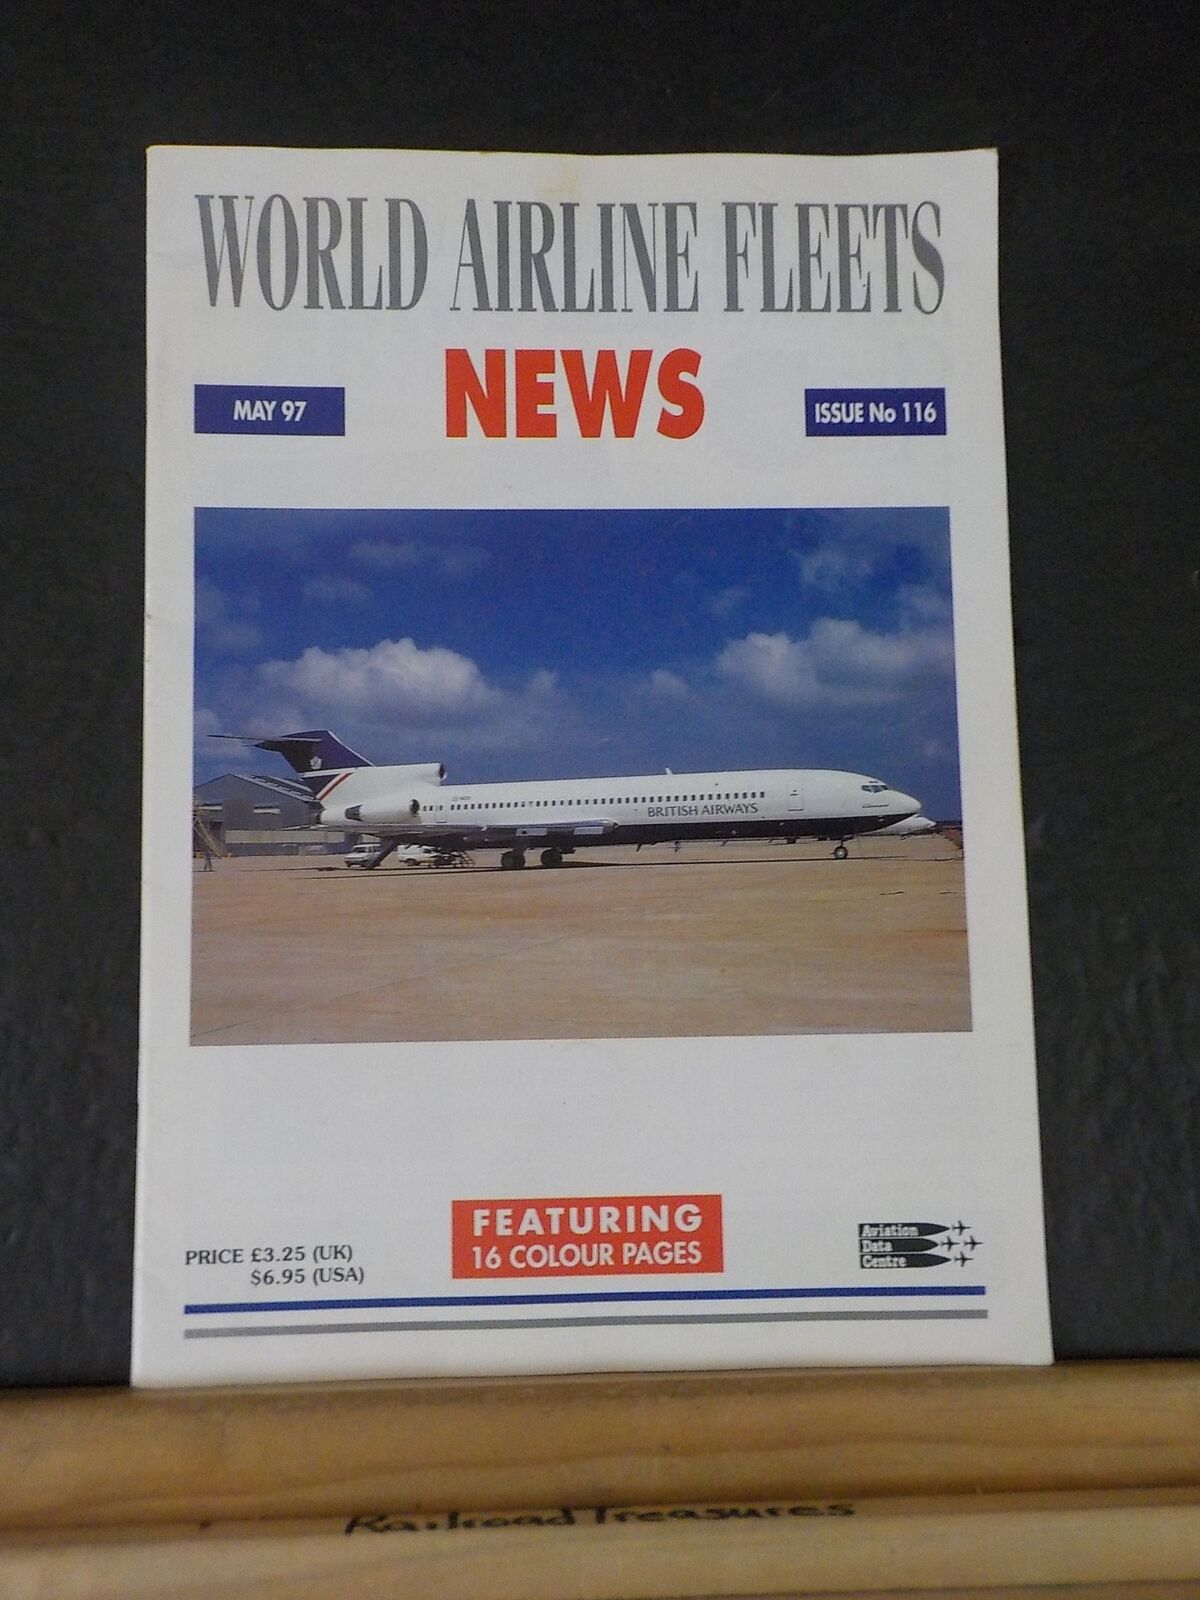 WORLD AIRLINE FLEETS
NEWS
MAY 97
ISSUE No 116
BRITISH AIRWAYS
FEATURING
16 COLOUR PAGES
PRICE £3.25 (UK)
$6.95 (USA)
Aviation
Data
Centre
Railroad Treasures